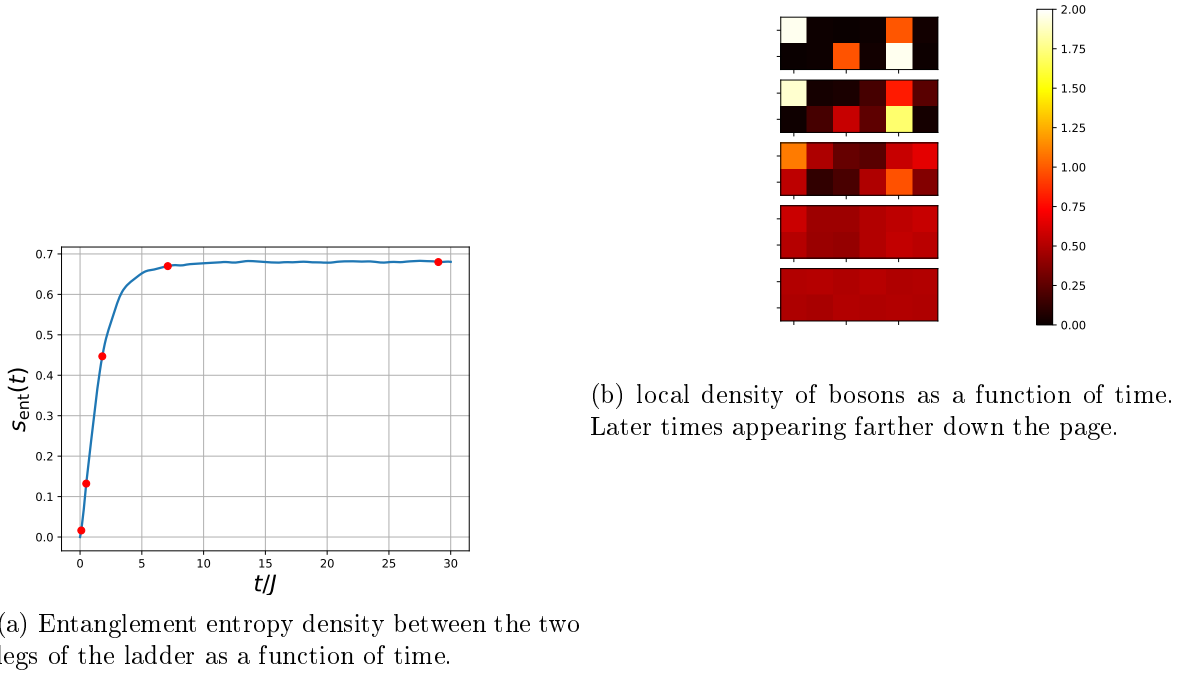 2.00
1.75
1.50
1.25
1.00
0.75
0.50
0.25
0.00
0.7
0.6
0.5
0.4
0.3
0.2
0.1
0.0
s_ent(t)
0 5 10 15 20 25 30
t/J
(a) Entanglement entropy density between the two
legs of the ladder as a function of time.
(b) local density of bosons as a function of time.
Later times appearing farther down the page.